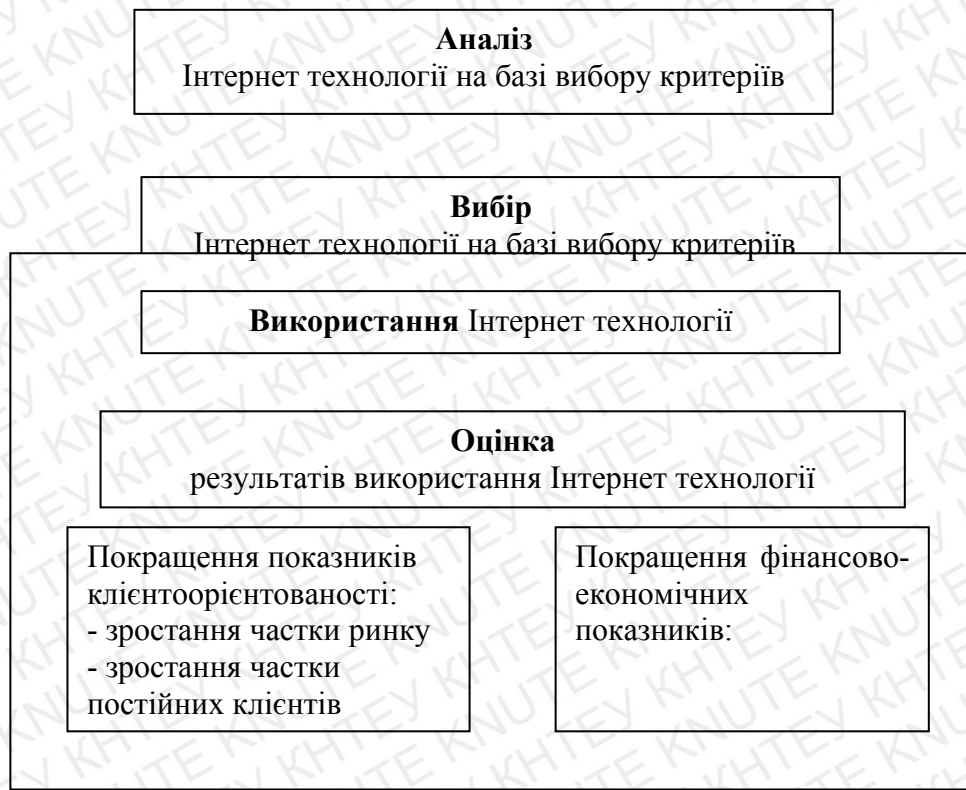 Аналіз
Інтернет технології на базі вибору критеріїв
Вибір
Інтернет технології на базі вибору критеріїв
Використання Інтернет технології
Оцінка
результатів використання Інтернет технології
Покращення показників
клієнтоорієнтованості:
- зростання частки ринку
- зростання частки
постійних клієнтів
Покращення фінансово-
економічних
показників: